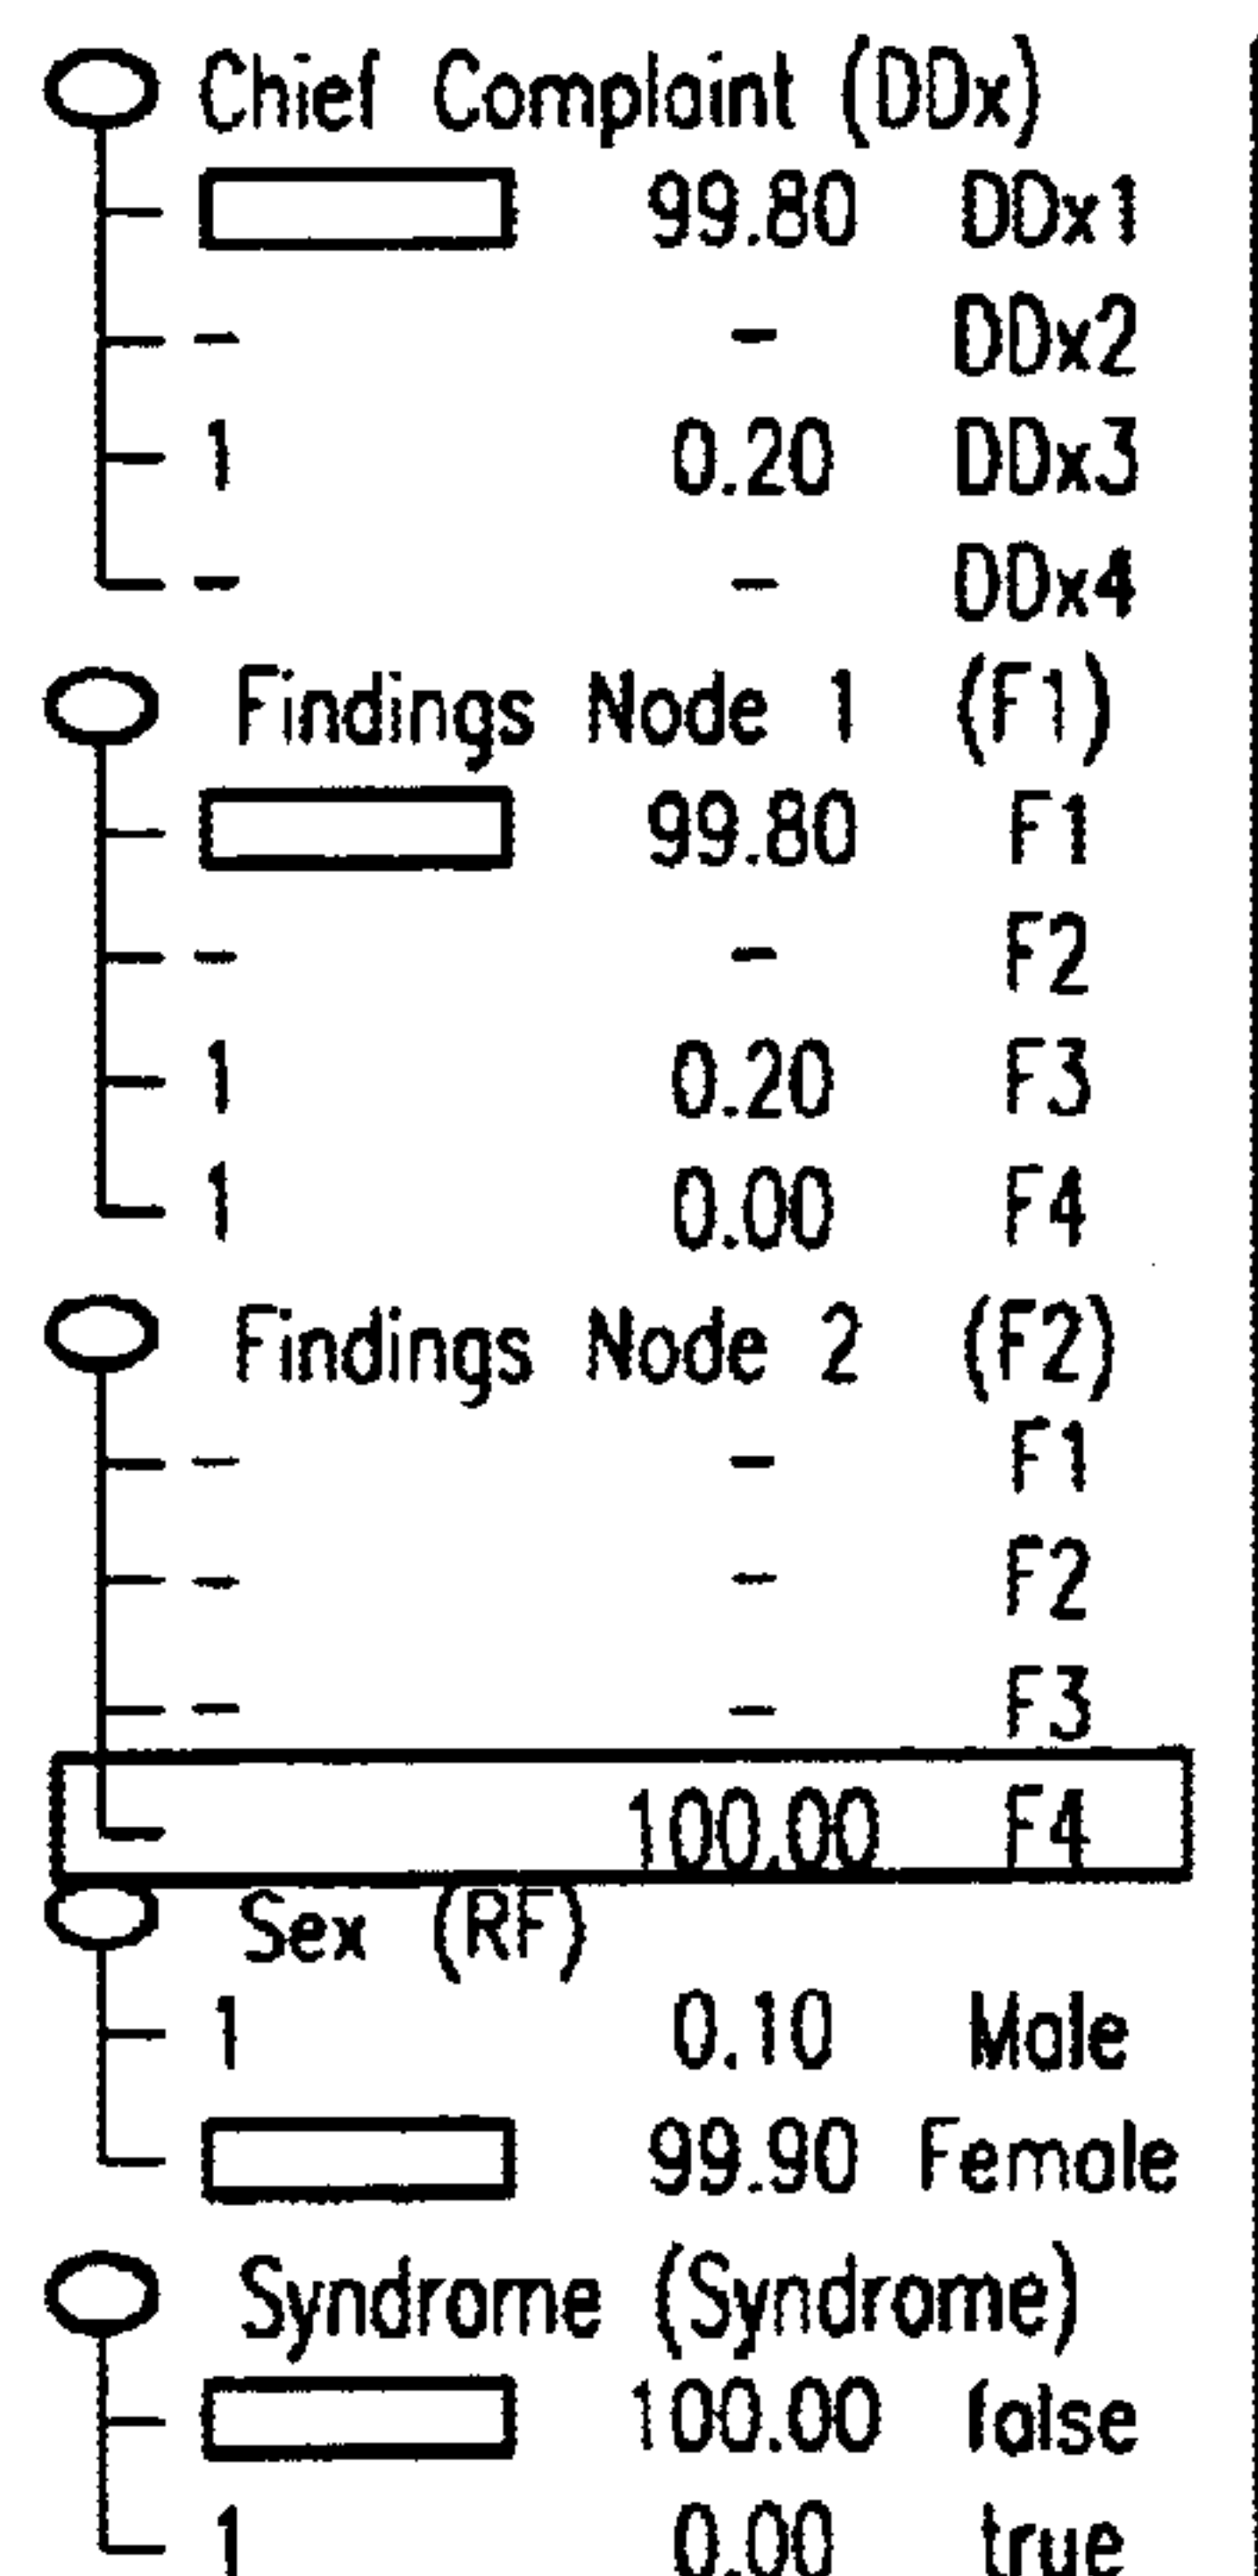 Chief Complaint (DDx)
99.80 DDx1
- - DDx2
1 0.20 DDx3
- - DDx4
Findings Node 1 (F1)
99.80 F1
- - F2
1 0.20 F3
1 0.00 F4
Findings Node 2 (F2)
- - F1
- - F2
- - F3
100.00 F4
Sex (RF)
1 0.10 Male
99.90 Female
Syndrome (Syndrome)
100.00 false
1 0.00 true